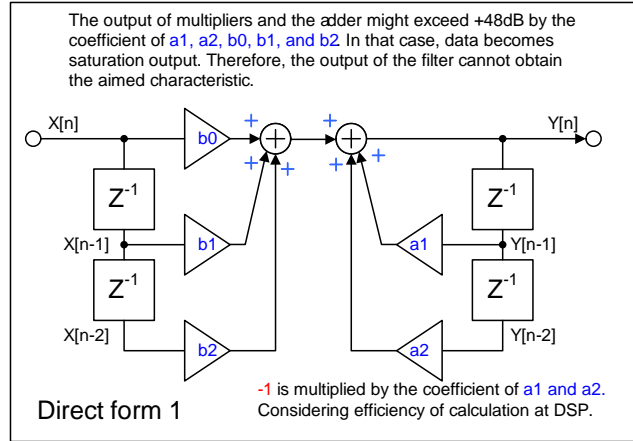 The output of multipliers and the adder might exceed +48dB by the
coefficient of a1, a2, b0, b1, and b2. In that case, data becomes
saturation output. Therefore, the output of the filter cannot obtain
the aimed characteristic.
X[n]
b0
+
+
+
+
+
+
+
Y[n]
Z-1
Z-1
X[n-1]
b1
a1
Y[n-1]
Z-1
Z-1
X[n-2]
b2
a2
Y[n-2]
-1 is multiplied by the coefficient of a1 and a2.
Considering efficiency of calculation at DSP.
Direct form 1